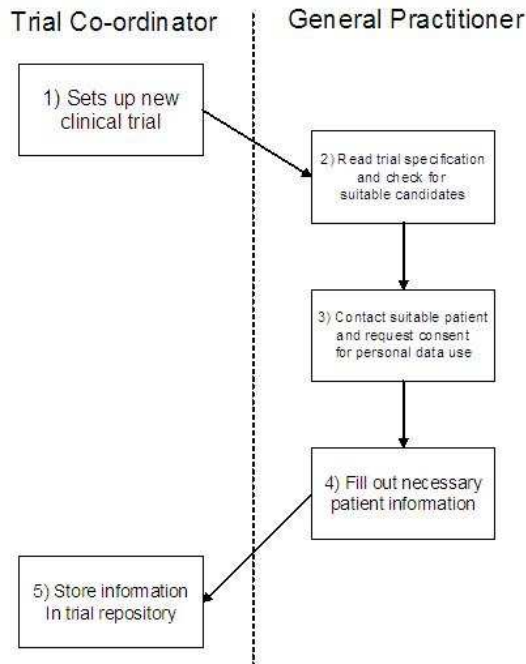 Trial Co-ordinator
General Practitioner
1) Sets up new
clinical trial
2) Read trial specification
and check for
suitable candidates
3) Contact suitable patient
and request consent
for personal data use
4) Fill out necessary
patient information
5) Store information
In trial repository